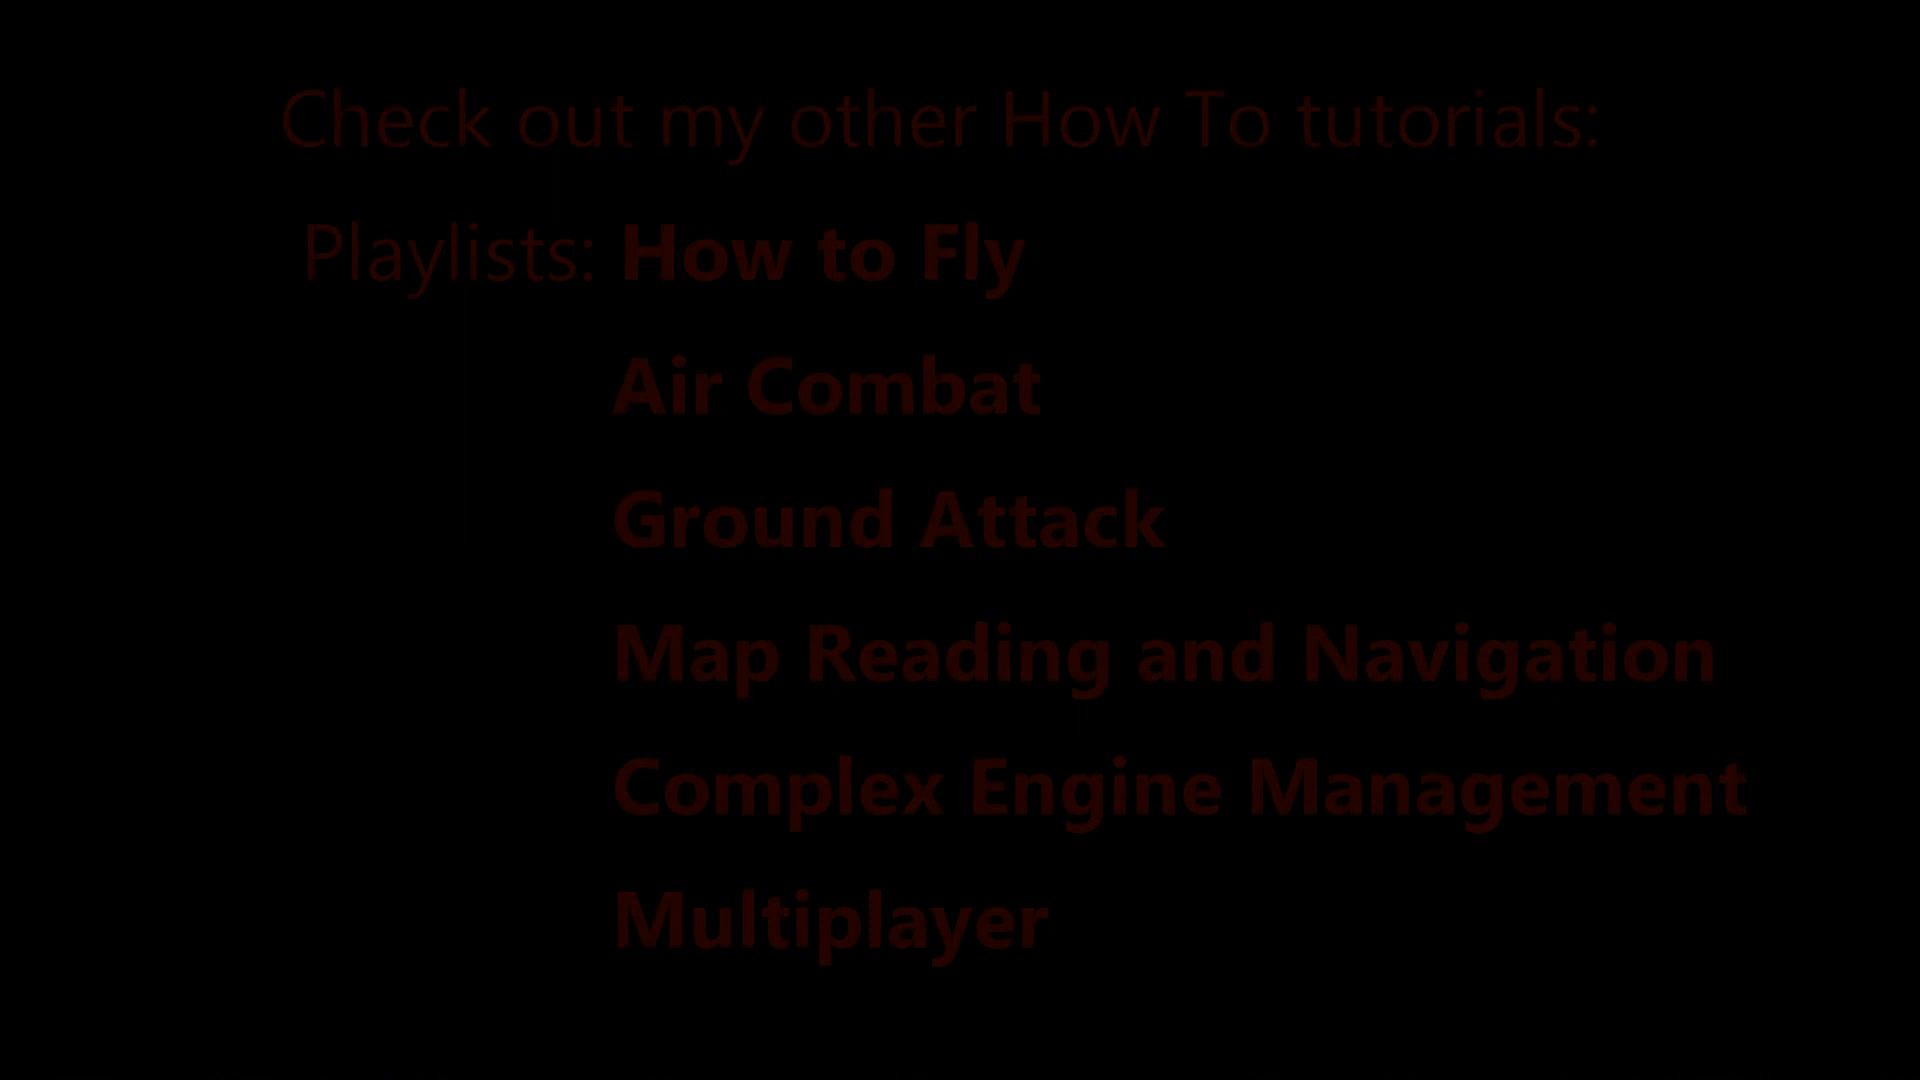 Check out my other How To tutorials:
Playlists: How to Fly
Air Combat
Ground Attack
Map Reading and Navigation
Complex Engine Management
Multiplayer